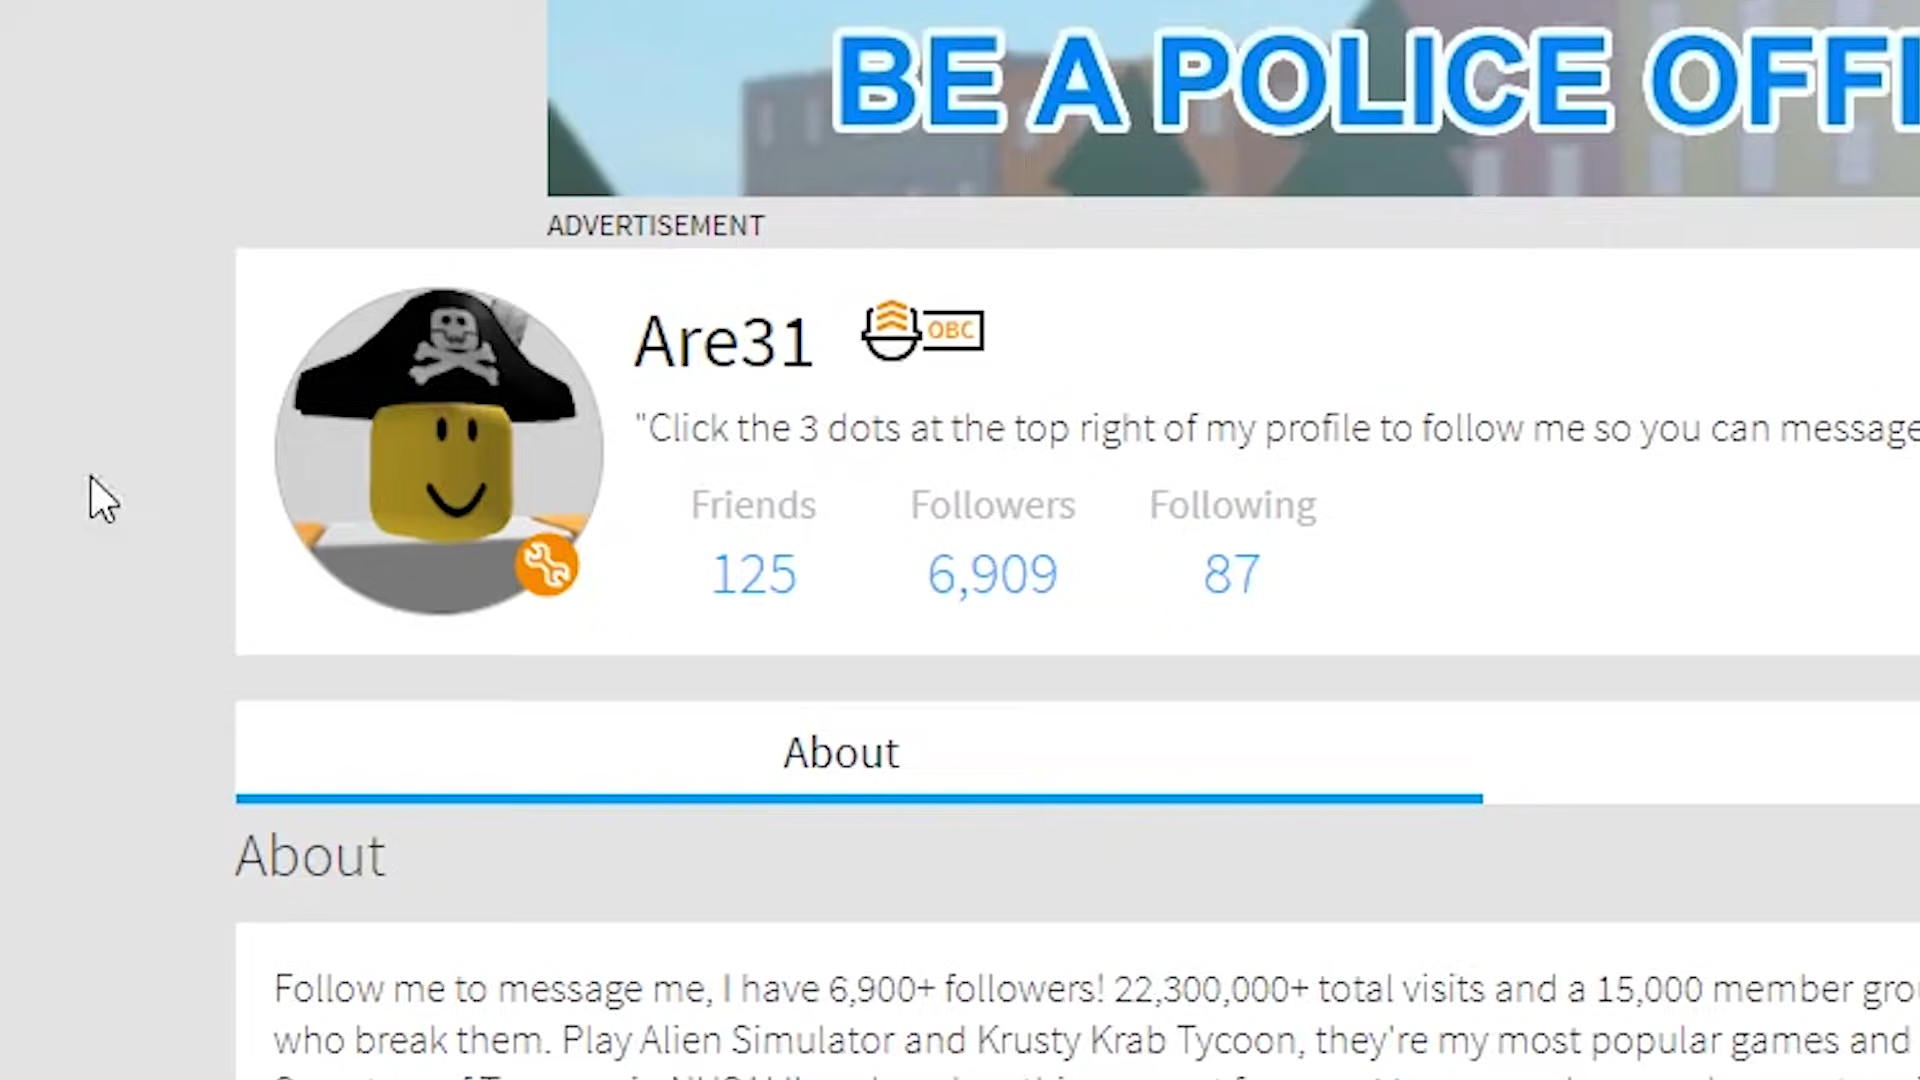 BE A POLICE OFFI
ADVERTISEMENT
Are31 OBC
"Click the 3 dots at the top right of my profile to follow me so you can message
Friends Followers Following
125 6,909 87
About
About
Follow me to message me, I have 6,900+ followers! 22,300,000+ total visits and a 15,000 member
who break them. Play Alien Simulator and Krusty Krab Tycoon, they're my most popular games and